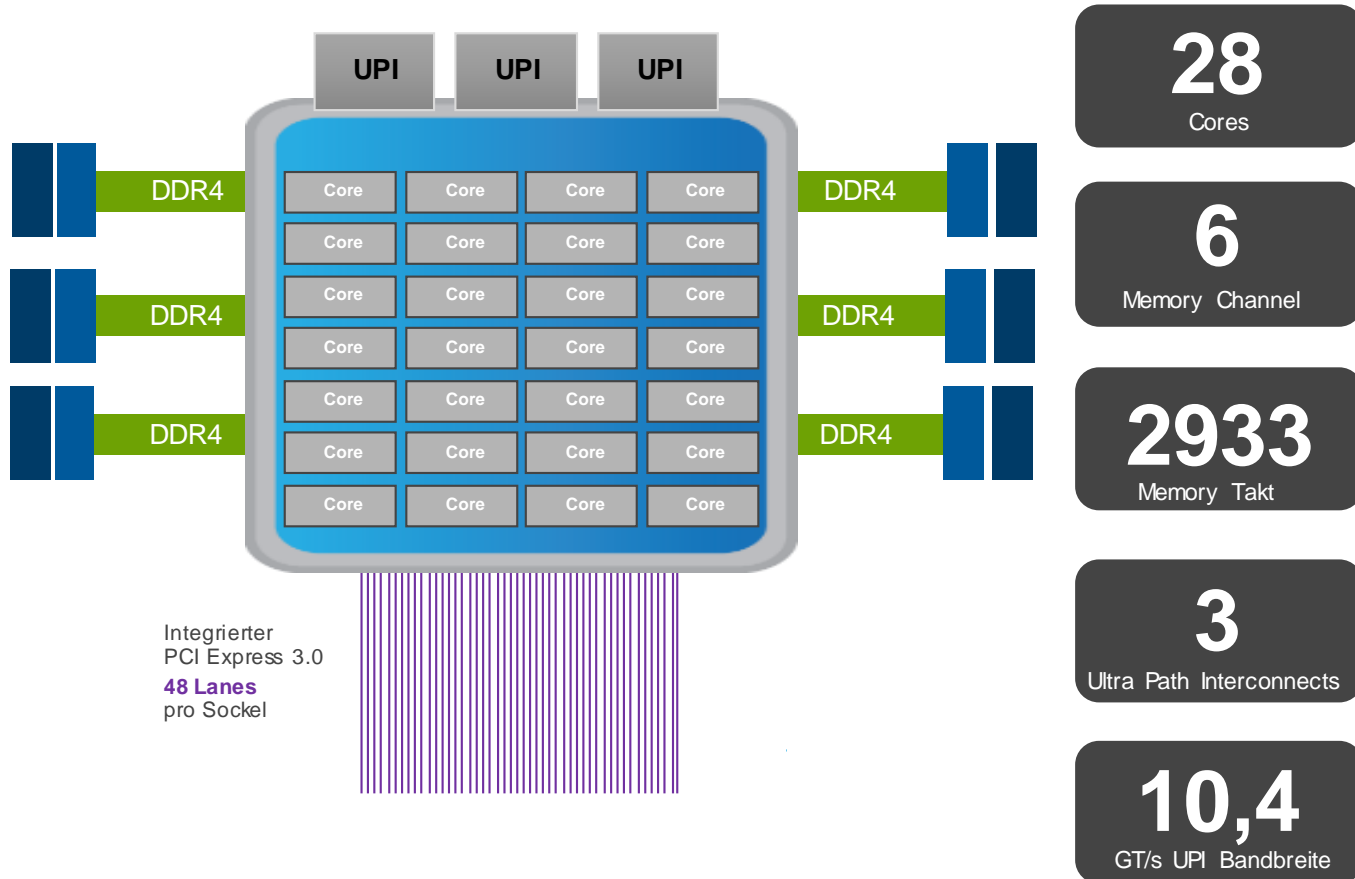 UPI UPI UPI
DDR4 DDR4
Core Core Core Core
Core Core Core Core
DDR4 DDR4
Core Core Core Core
Core Core Core Core
DDR4 DDR4
Core Core Core Core
Core Core Core Core
Core Core Core Core
Integrierter
PCI Express 3.0
48 Lanes
pro Sockel
28
Cores
6
Memory Channel
2933
Memory Takt
3
Ultra Path Interconnects
10,4
GT/s UPI Bandbreite